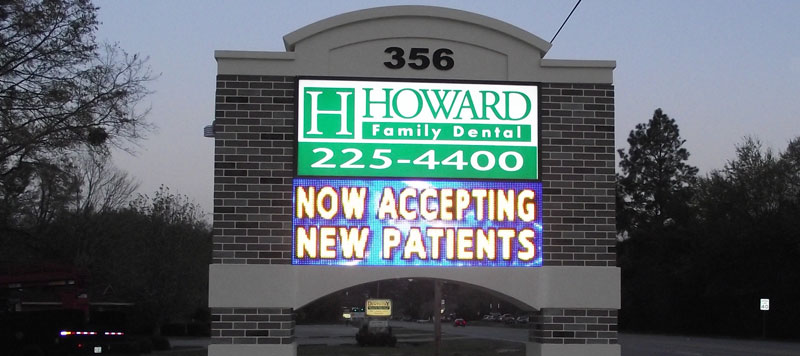 356
H HOWARD
Family Dental
225-4400
NOW ACCEPTING
NEW PATIENTS